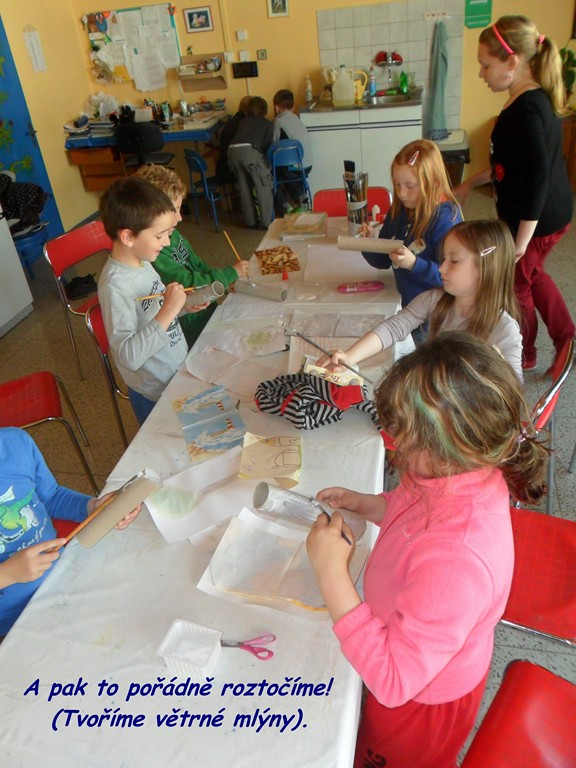 A pak to pořádně roztočíme!
(Tvoříme větrné mlýny).